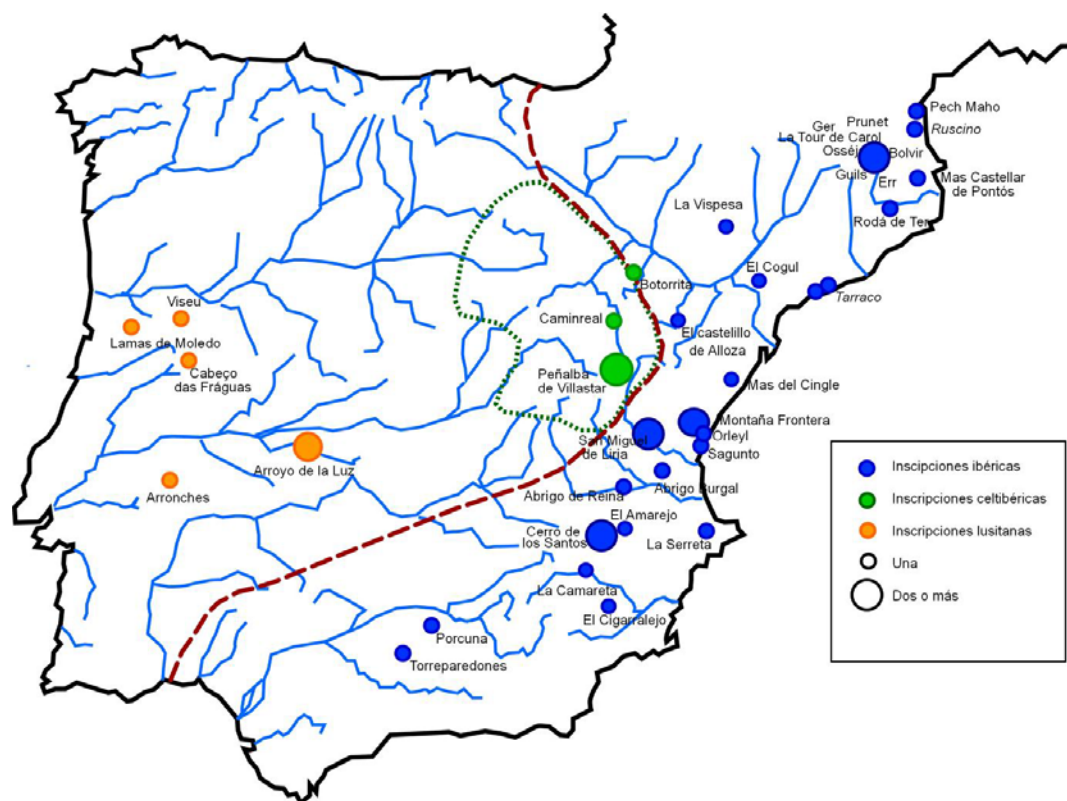 Pech Maho
Prunet
Ger
Ruscino
La Tour de Carol
Osséja
Bolvir
Guils
Err
Mas Castellar
de Pontós
Roda de Ter
La Vispesa
El Cogul
Botorrita
Tarraco
Viseu
Caminreal
El castelillo
de Alloza
Lamas de Moledo
Cabeço
das Fráguas
Peñalba
de Villastar
Mas del Cingle
Montaña Frontera
Orleyl
San Miguel
de Liria
Sagunto
Arroyo de la Luz
Arronches
Abrigo de Reina
Abrigo Burgal
El Amarejo
Cerro de
los Santos
La Serreta
La Camareta
El Cigarralejo
Porcuna
Torreparedones
Inscipciones ibéricas
Inscripciones celtibéricas
Inscripciones lusitanas
Una
Dos o más